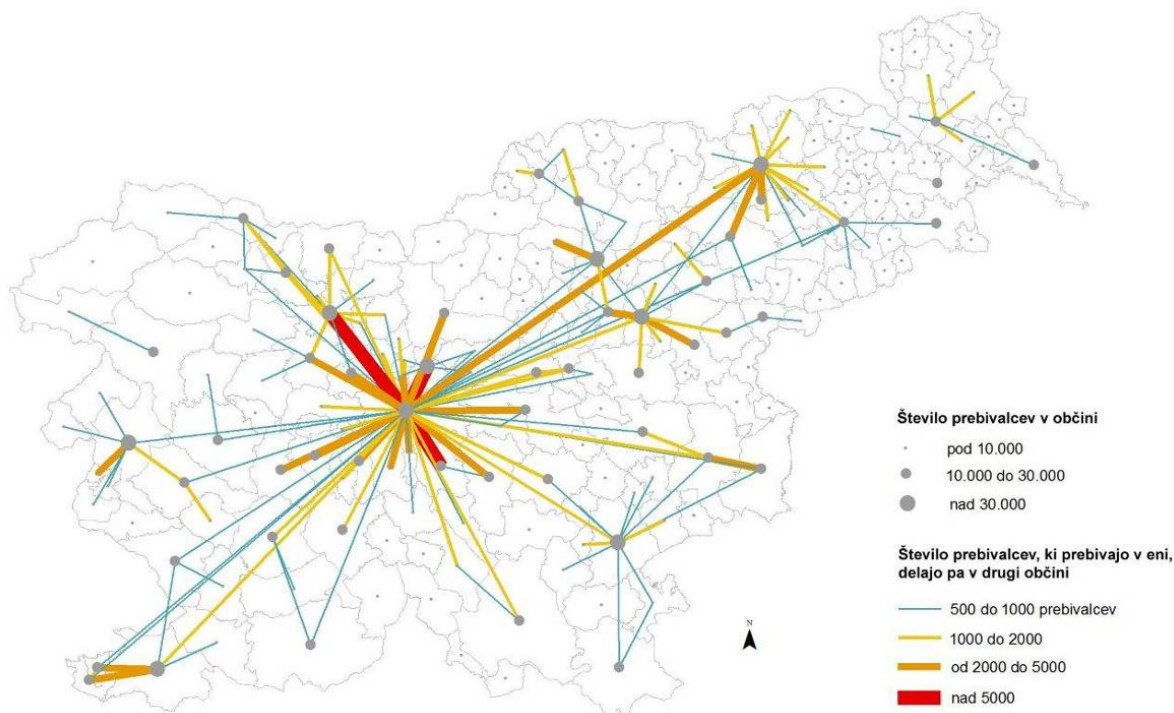 Število prebivalcev v občini
pod 10.000
10.000 do 30.000
nad 30.000
Število prebivalcev, ki prebivajo v eni,
delajo pa v drugi občini
500 do 1000 prebivalcev
1000 do 2000
od 2000 do 5000
nad 5000
N